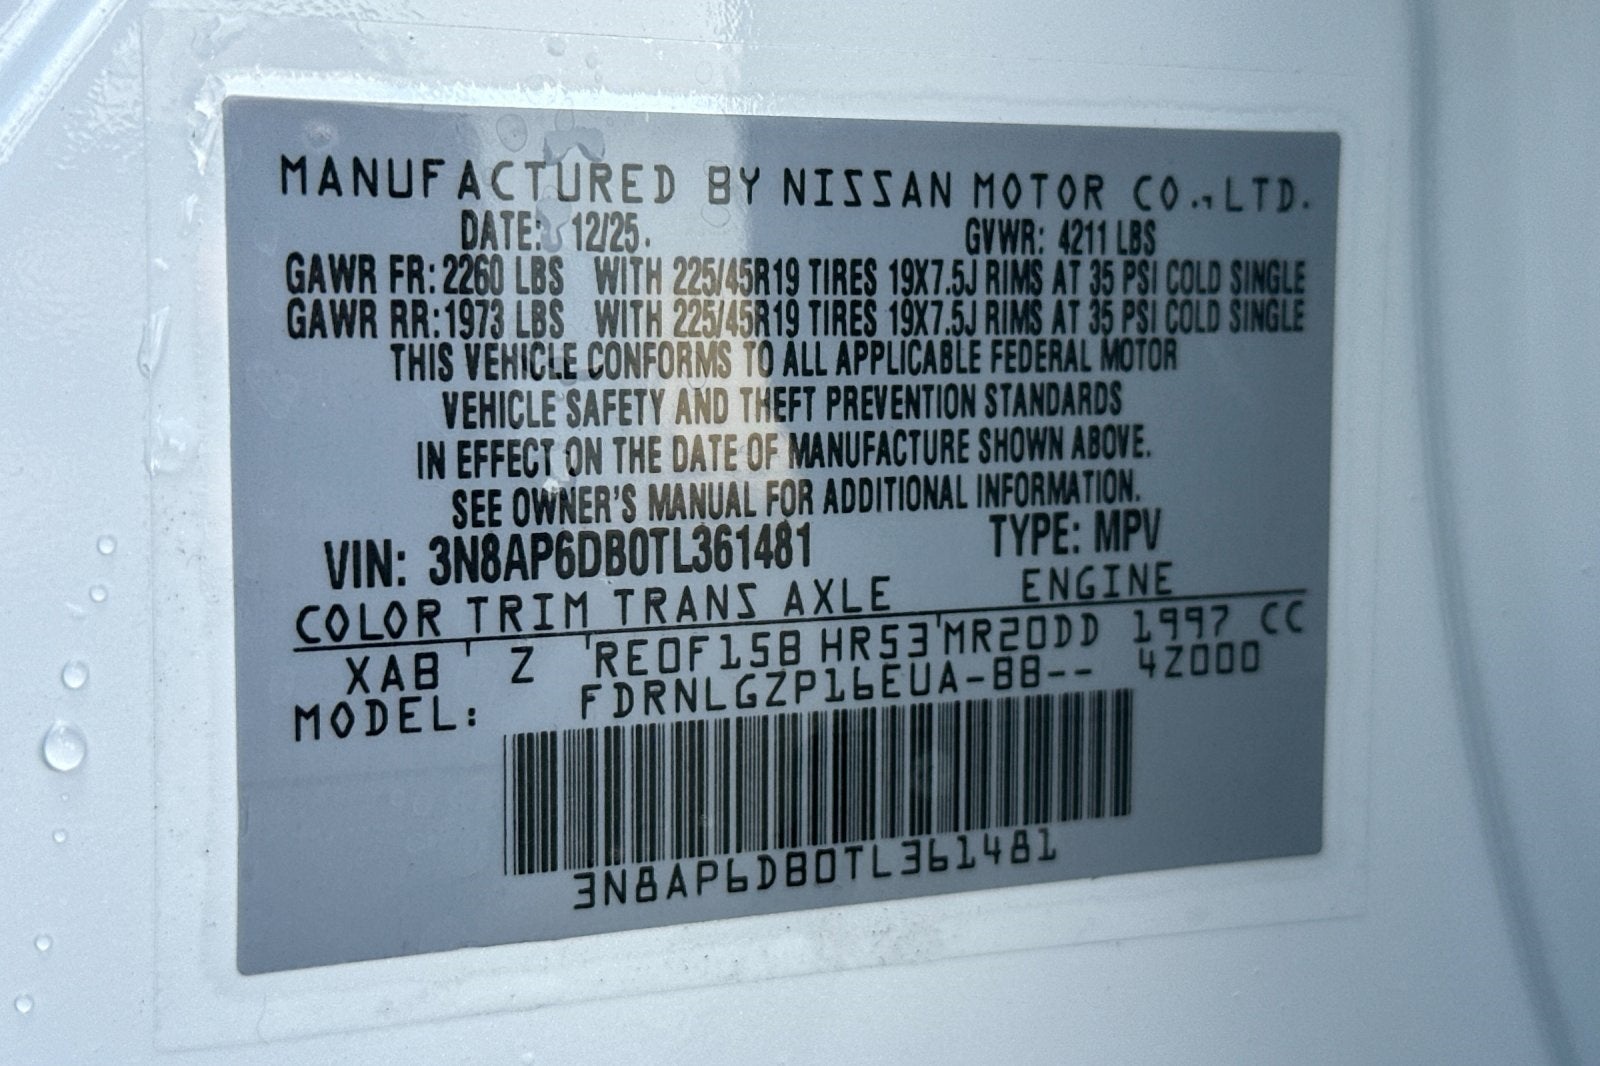 MANUFACTURED BY NISSAN MOTOR CO., LTD.
DATE: 12/25. GVWR: 4211 LBS
GAWR FR: 2260 LBS WITH 225/45R19 TIRES 19X7.5J RIMS AT 35 PSI COLD SINGLE
GAWR RR: 1973 LBS WITH 225/45R19 TIRES 19X7.5J RIMS AT 35 PSI COLD SINGLE
THIS VEHICLE CONFORMS TO ALL APPLICABLE FEDERAL MOTOR
VEHICLE SAFETY AND THEFT PREVENTION STANDARDS
IN EFFECT ON THE DATE OF MANUFACTURE SHOWN ABOVE.
SEE OWNER'S MANUAL FOR ADDITIONAL INFORMATION.
VIN: 3N8AP6DB0TL361481 TYPE: MPV
COLOR TRIM TRANS AXLE ENGINE
XAB Z RE0F15B HR53 MR20DD 1997 CC
MODEL: FDRNLGZP16EUA-BB-- 4Z000
3N8AP6DB0TL361481